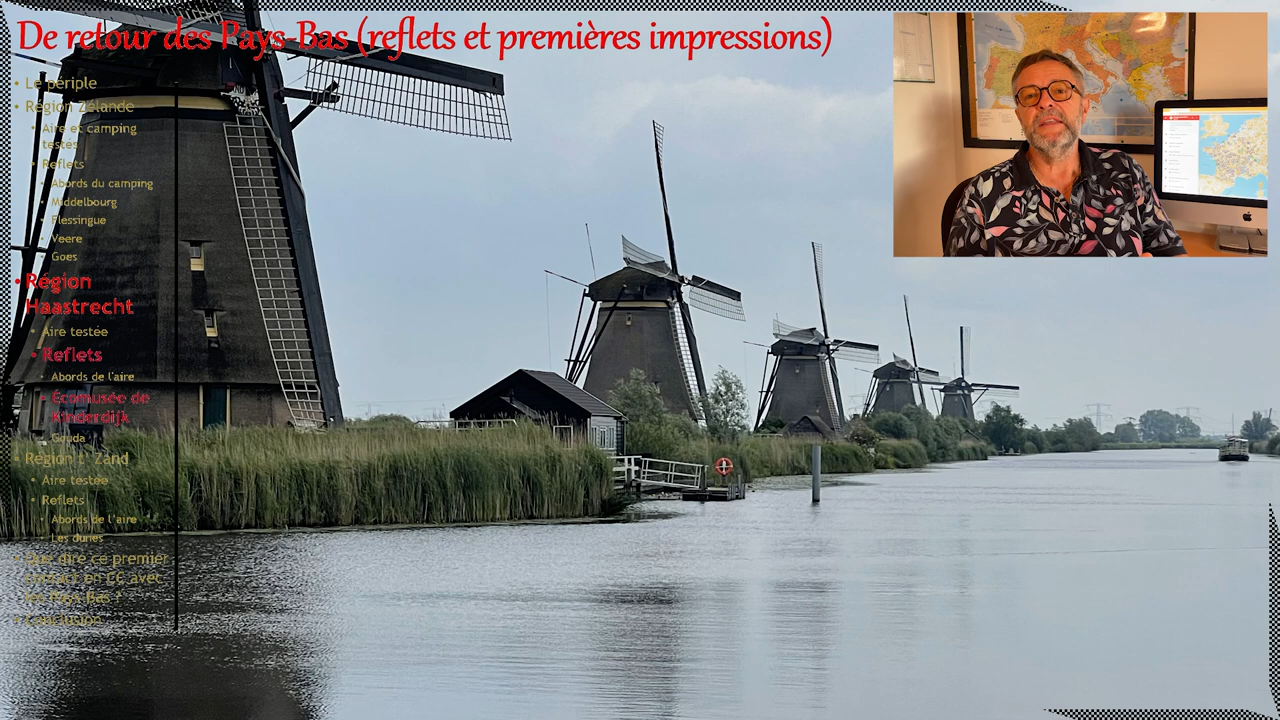 De retour des Pays-Bas (reflets et premières impressions)
• Le périple
• Région Zélande
• Aire et camping
testés
• Reflets
• Abords du camping
• Middelbourg
• Flessingue
• Veere
• Goes
• Région
Haastrecht
• Aire testée
• Reflets
• Abords de l'aire
• Ecomusée de
Kinderdijk
• Gouda
• Région t' Zand
• Aire testée
• Reflets
• Abords de l'aire
• Les dunes
• Que dire ce premier
contact en CC avec
les Pays-Bas ?
• Conclusion